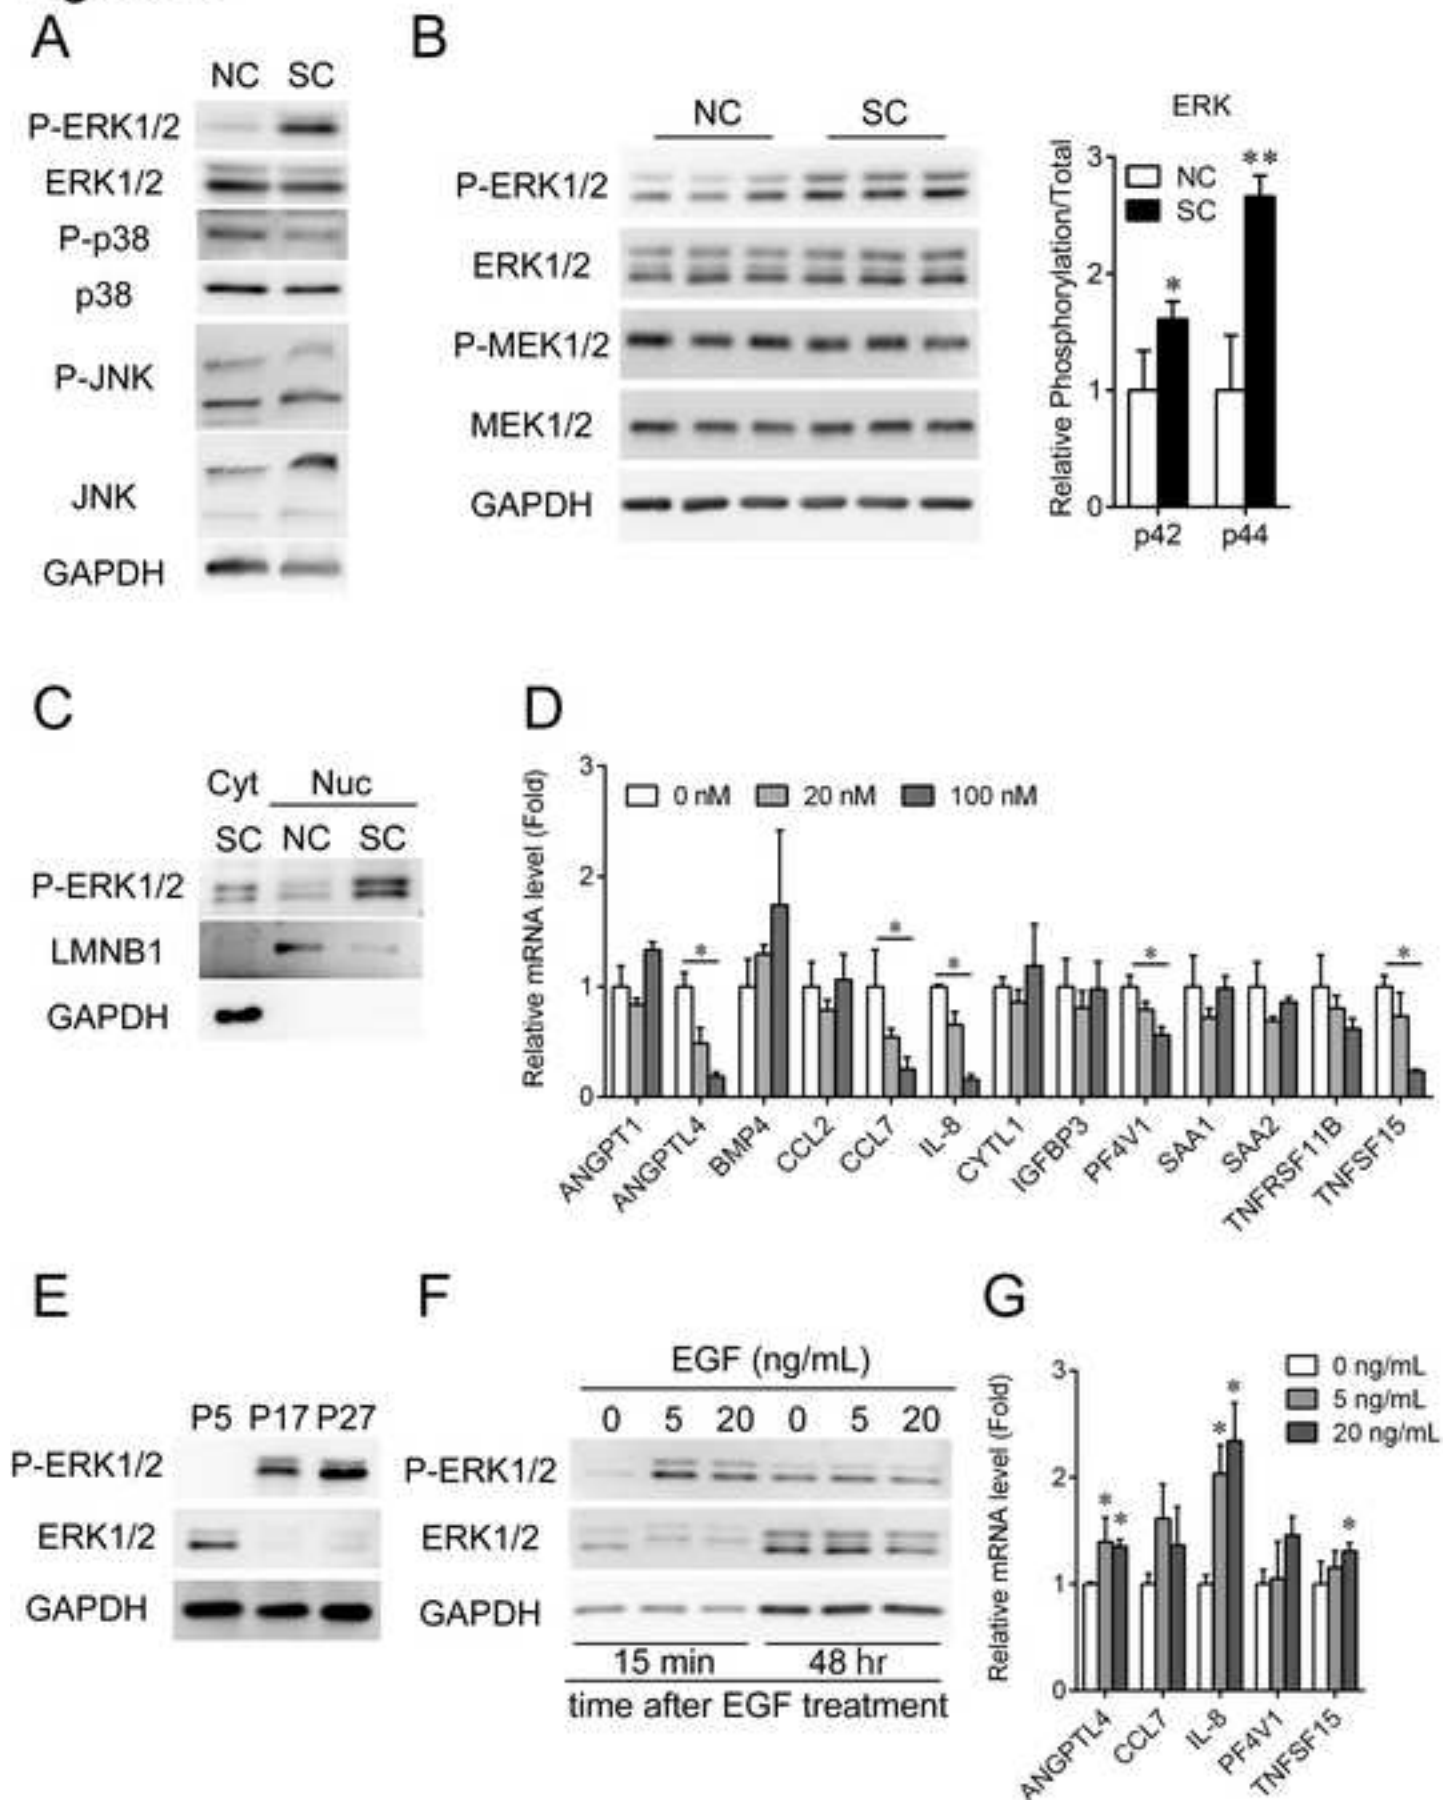 A
NC SC
P-ERK1/2
ERK1/2
P-p38
p38
P-JNK
JNK
GAPDH
B
NC SC
P-ERK1/2
ERK1/2
P-MEK1/2
MEK1/2
GAPDH
ERK
Relative Phosphorylation/Total
3
2
1
0
NC
SC
*
**
p42 p44
C
Cyt Nuc
SC NC SC
P-ERK1/2
LMNB1
GAPDH
D
Relative mRNA level (Fold)
3
2
1
0
0 nM 20 nM 100 nM
* * * * *
ANGPT1
ANGPTL4
BMP4
CCL2
CCL7
IL-8
CYTL1
IGFBP3
PF4V1
SAA1
SAA2
TNFRSF11B
TNFSF15
E
P5 P17 P27
P-ERK1/2
ERK1/2
GAPDH
F
EGF (ng/mL)
0 5 20 0 5 20
P-ERK1/2
ERK1/2
GAPDH
15 min 48 hr
time after EGF treatment
G
Relative mRNA level (Fold)
3
2
1
0
0 ng/mL
5 ng/mL
20 ng/mL
* * * * *
ANGPTL4
CCL7
IL-8
PF4V1
TNFSF15